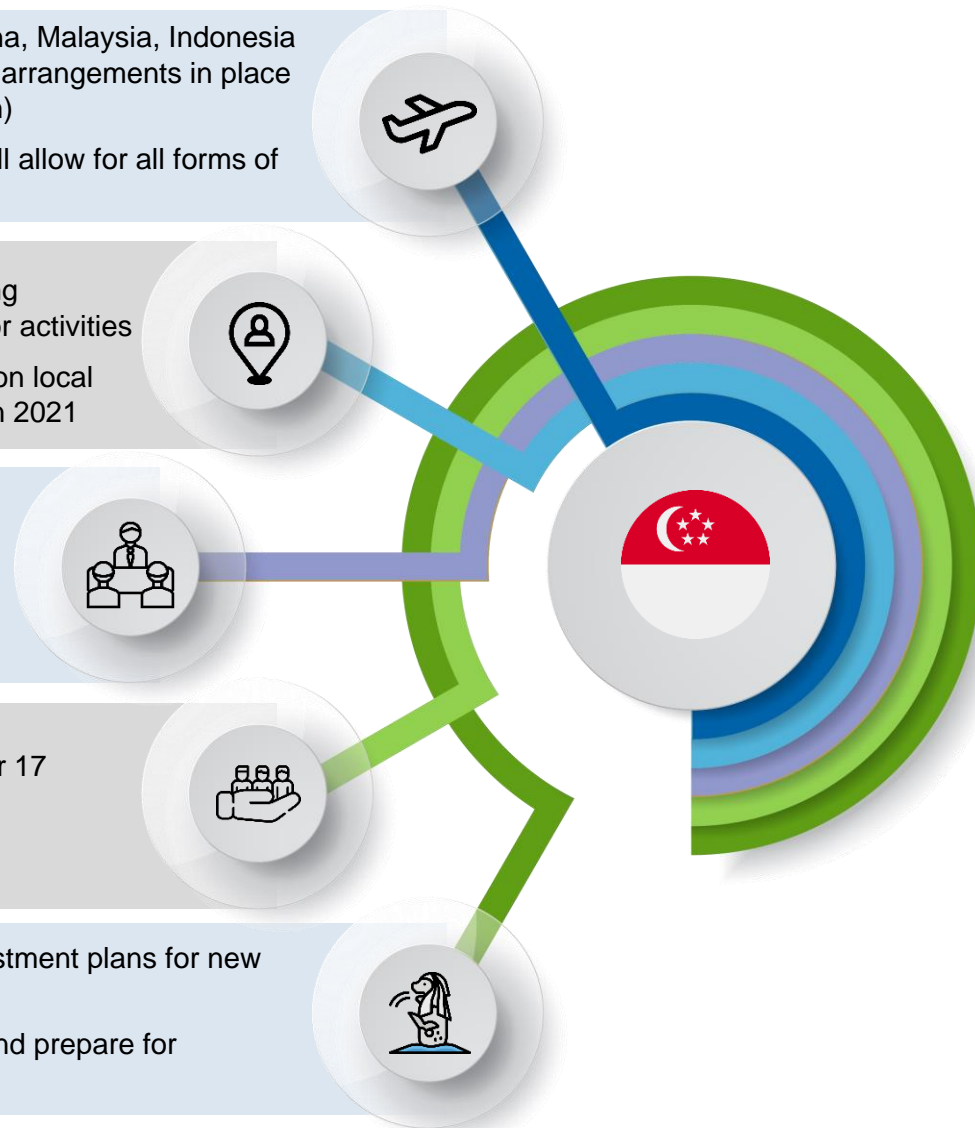 na, Malaysia, Indonesia
arrangements in place
n)
ll allow for all forms of
ng
or activities
on local
n 2021
r 17
stment plans for new
nd prepare for